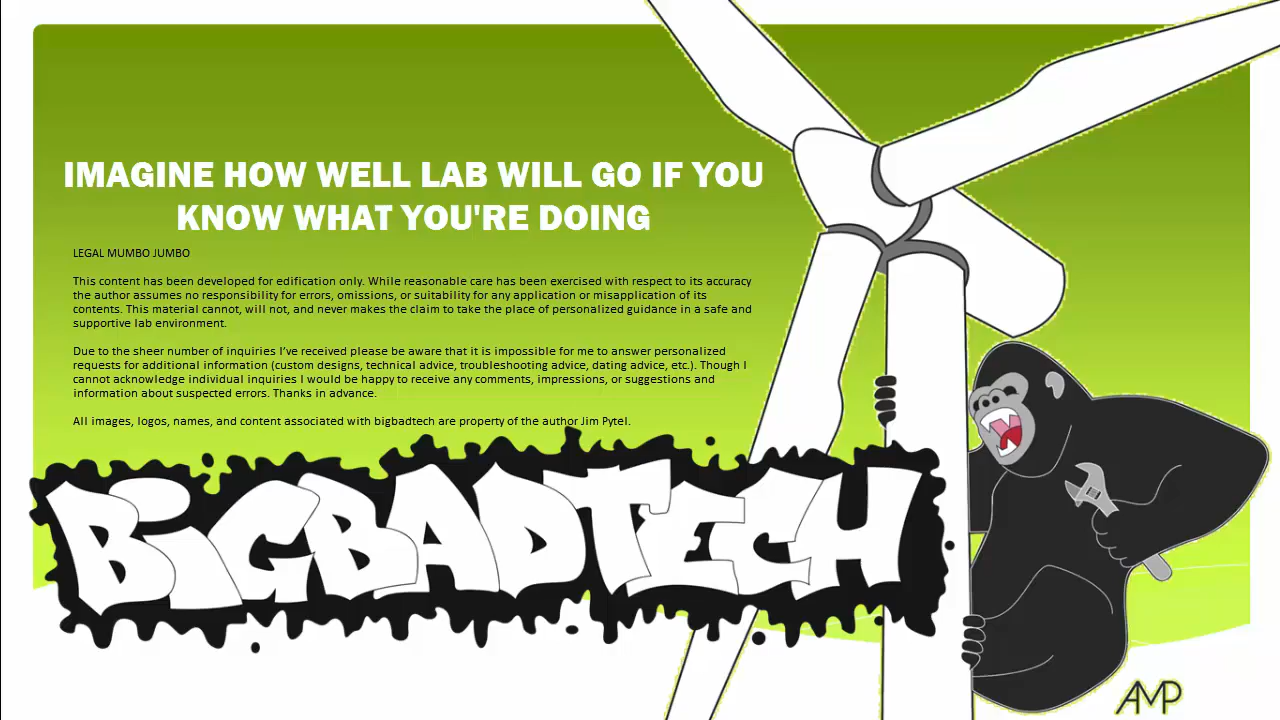 IMAGINE HOW WELL LAB WILL GO IF YOU
KNOW WHAT YOU'RE DOING
LEGAL MUMBO JUMBO
This content has been developed for edification only. While reasonable care has been exercised with respect to its accuracy
the author assumes no responsibility for errors, omissions, or suitability for any application or misapplication of its
contents. This material cannot, will not, and never makes the claim to take the place of personalized guidance in a safe and
supportive lab environment.
Due to the sheer number of inquiries I’ve received please be aware that it is impossible for me to answer personalized
requests for additional information (custom designs, technical advice, troubleshooting advice, dating advice, etc.). Though I
cannot acknowledge individual inquiries I would be happy to receive any comments, impressions, or suggestions and
information about suspected errors. Thanks in advance.
All images, logos, names, and content associated with bigbadtech are property of the author Jim Pytel.
BiGBADTECH
AMP